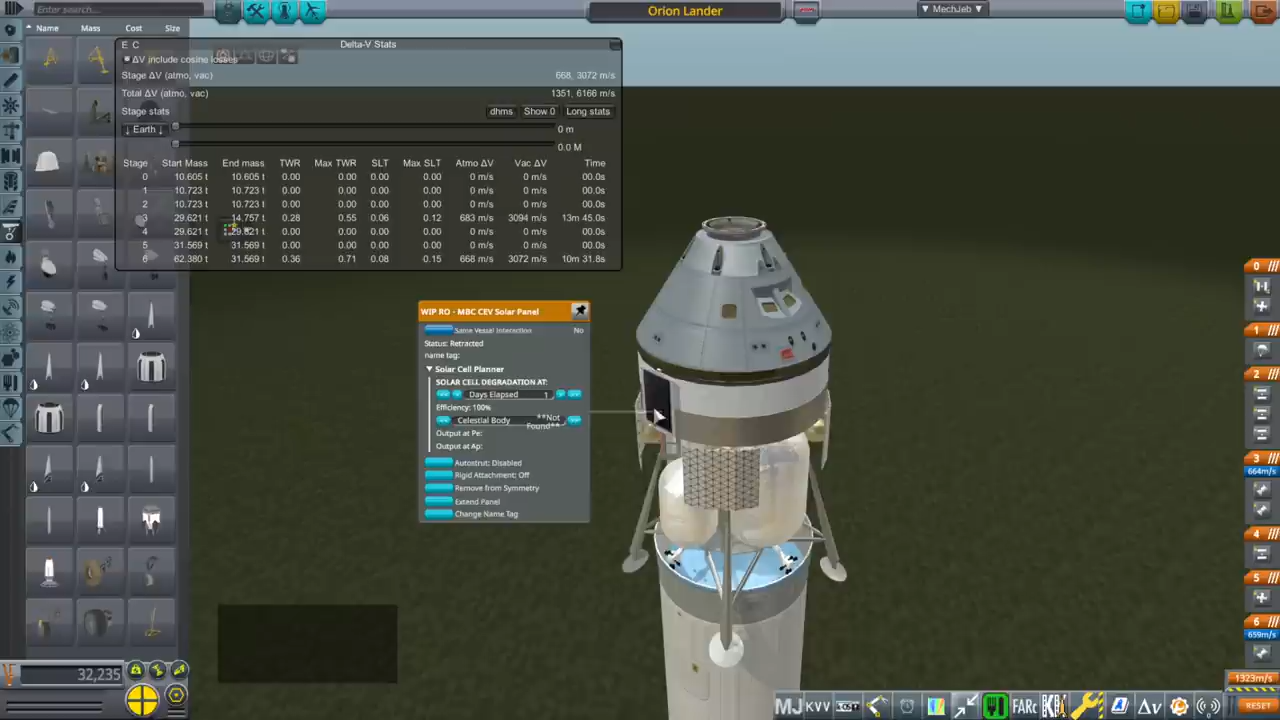 Enter search...
Orion Lander
▼ MechJeb ▼
Name Mass Cost Size
E C Delta-V Stats
ΔV include cosine losses
Stage ΔV (atmo, vac) 668, 3072 m/s
Total ΔV (atmo, vac) 1351, 6166 m/s
Stage stats dhms Show 0 Long stats
↓ Earth ↓ 0 m
0.0 M
Stage Start Mass End mass TWR Max TWR SLT Max SLT Atmo ΔV Vac ΔV Time
0 10.605 t 10.605 t 0.00 0.00 0.00 0.00 0 m/s 0 m/s 00.0s
1 10.723 t 10.723 t 0.00 0.00 0.00 0.00 0 m/s 0 m/s 00.0s
2 10.723 t 10.723 t 0.00 0.00 0.00 0.00 0 m/s 0 m/s 00.0s
3 29.621 t 14.757 t 0.28 0.55 0.06 0.12 683 m/s 3094 m/s 13m 45.0s
4 29.621 t 29.621 t 0.00 0.00 0.00 0.00 0 m/s 0 m/s 00.0s
5 31.569 t 31.569 t 0.00 0.00 0.00 0.00 0 m/s 0 m/s 00.0s
6 62.380 t 31.569 t 0.36 0.71 0.08 0.15 668 m/s 3072 m/s 10m 31.8s
WIP RO - MBC CEV Solar Panel
Same Vessel Interaction No
Status: Retracted
name tag:
▼ Solar Cell Planner
SOLAR CELL DEGRADATION AT:
Days Elapsed 1
Efficiency: 100%
Celestial Body **Not Found**
Output at Pe:
Output at Ap:
Autostrut: Disabled
Rigid Attachment: Off
Remove from Symmetry
Extend Panel
Change Name Tag
0
1
2
3
664m/s
4
5
6
659m/s
1323m/s
32,235
MJ KVV FARc Δv RESET